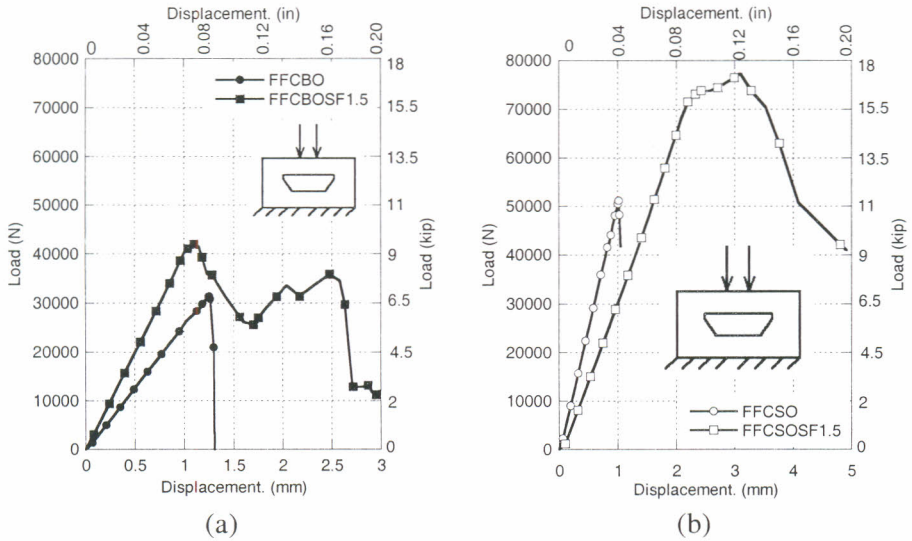 Displacement. (in)
0 0.04 0.08 0.12 0.16 0.20
80000 70000 60000 50000 40000 30000 20000 10000 0
Load (N)
FFCBO
FFCBOSF1.5
18 15.5 13.5 11 9 6.5 4.5 2 0
Load (kip)
0 0.5 1 1.5 2 2.5 3
Displacement. (mm)
(a)
Displacement. (in)
0 0.04 0.08 0.12 0.16 0.20
80000 70000 60000 50000 40000 30000 20000 10000 0
Load (N)
18 15.5 13.5 11 9 6.5 4.5 2 0
Load (kip)
FFCSO
FFCSOSF1.5
0 1 2 3 4 5
Displacement. (mm)
(b)